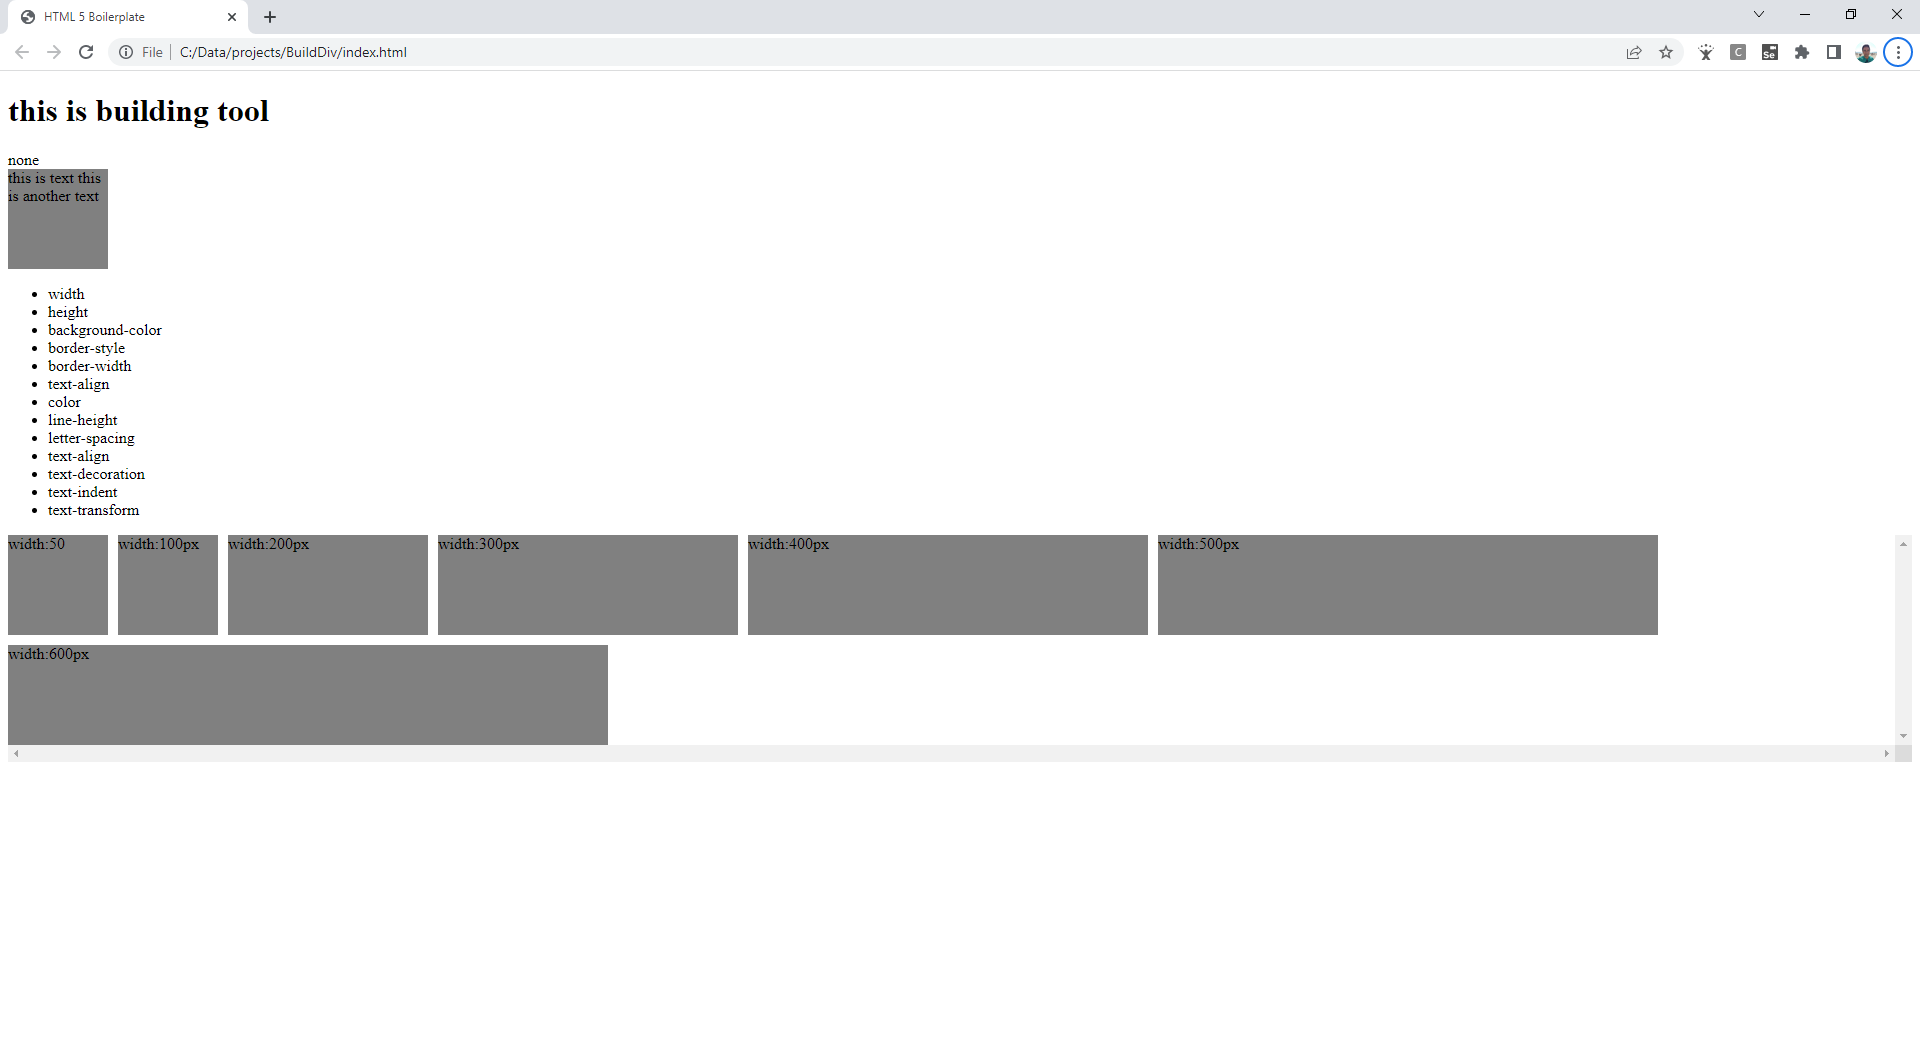 HTML 5 Boilerplate
File
C:/Data/projects/BuildDiv/index.html
C
Se
this is building tool
none
this is text this
is another text
width
height
background-color
border-style
border-width
text-align
color
line-height
letter-spacing
text-align
text-decoration
text-indent
text-transform
width:50
width:100px
width:200px
width:300px
width:400px
width:500px
width:600px